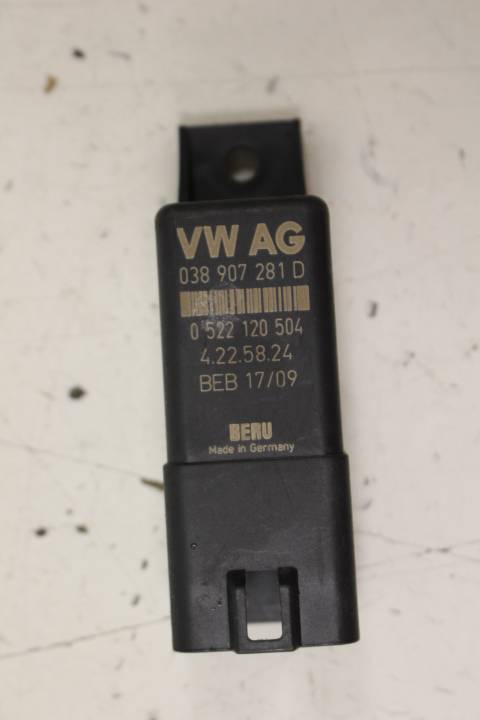 VW AG
038 907 281 D
0 522 120 504
4.22.58.24
BEB 17/09
BERU
Made in Germany